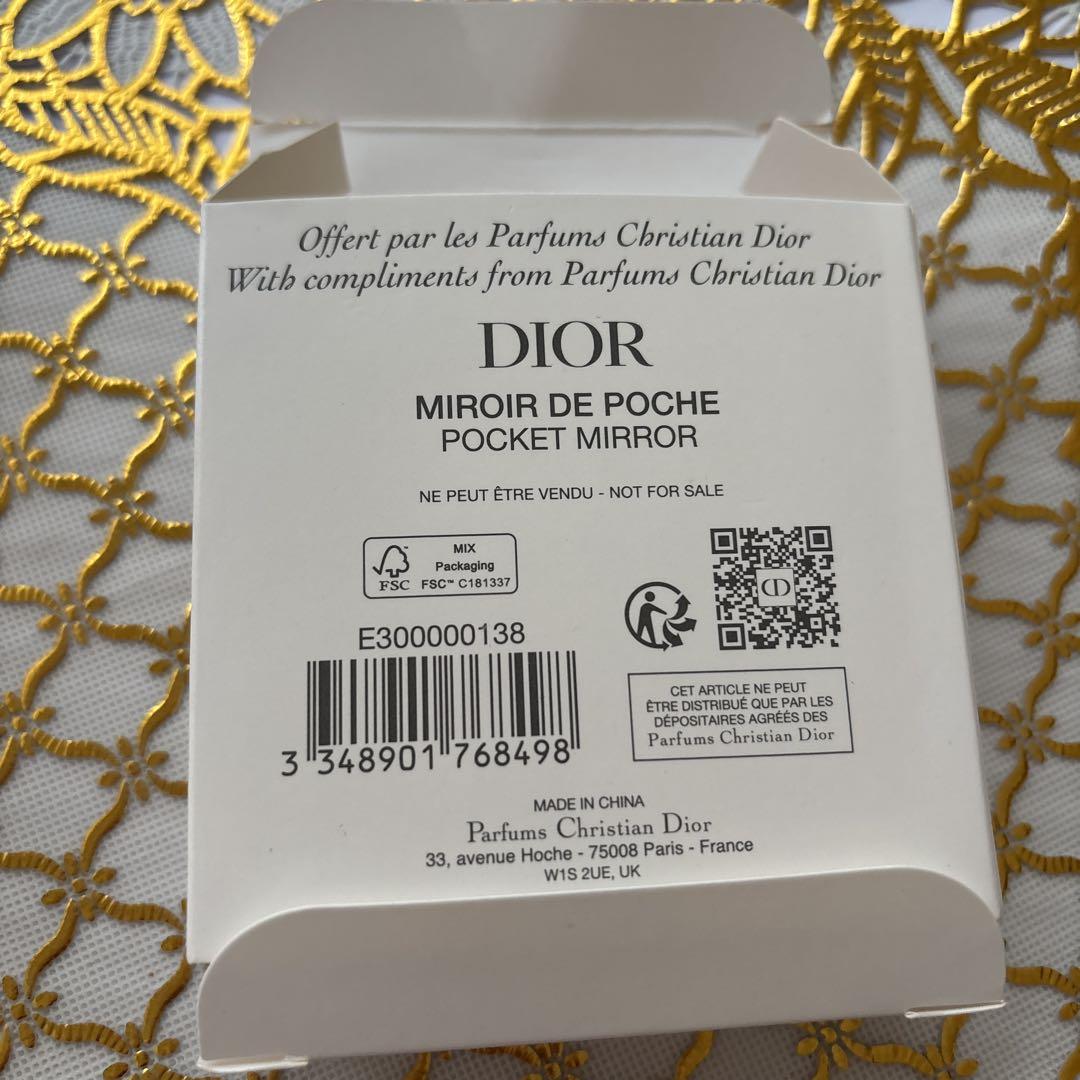 Offert par les Parfums Christian Dior
With compliments from Parfums Christian Dior
DIOR
MIROIR DE POCHE
POCKET MIRROR
NE PEUT ÊTRE VENDU - NOT FOR SALE
MIX
Packaging
FSC™ C181337
FSC
CD
E300000138
3 348901 768498
CET ARTICLE NE PEUT
ÊTRE DISTRIBUÉ QUE PAR LES
DÉPOSITAIRES AGRÉÉS DES
Parfums Christian Dior
MADE IN CHINA
Parfums Christian Dior
33, avenue Hoche - 75008 Paris - France
W1S 2UE, UK